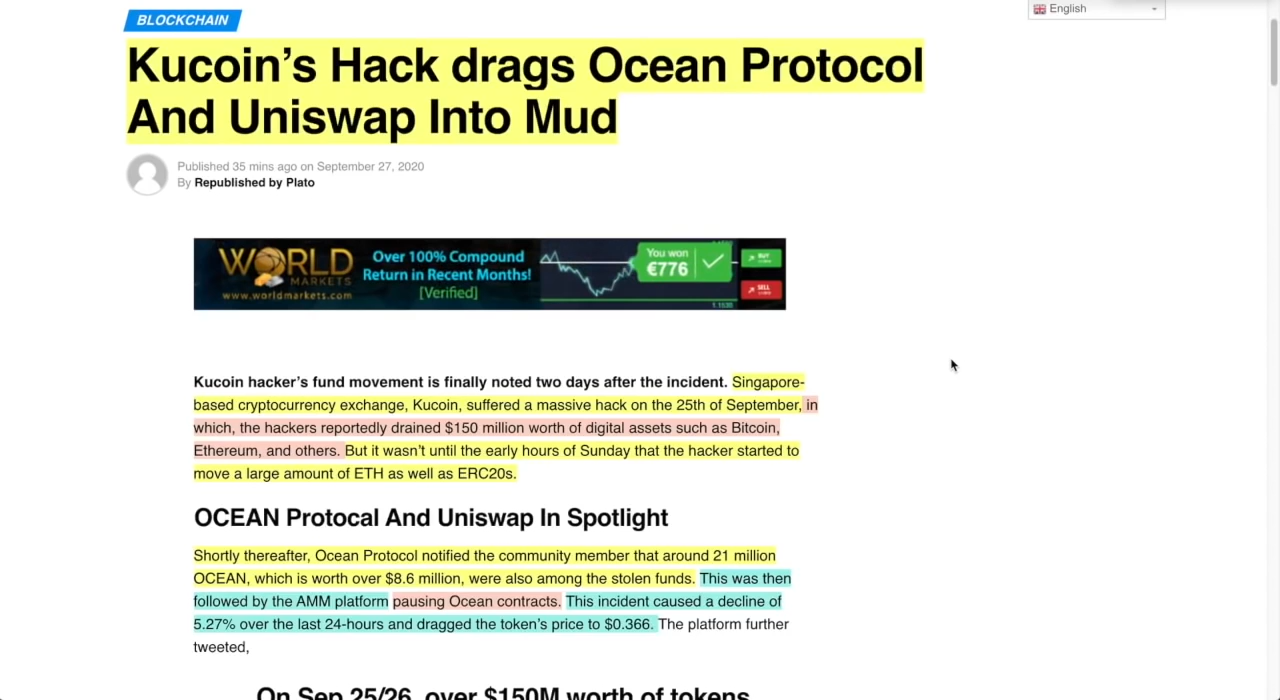 BLOCKCHAIN
English
Kucoin's Hack drags Ocean Protocol
And Uniswap Into Mud
Published 35 mins ago on September 27, 2020
By Republished by Plato
WORLD
MARKETS
www.worldmarkets.com
Over 100% Compound
Return in Recent Months!
[Verified]
You won
€776
BUY
SELL
Kucoin hacker's fund movement is finally noted two days after the incident. Singapore-
based cryptocurrency exchange, Kucoin, suffered a massive hack on the 25th of September, in
which, the hackers reportedly drained $150 million worth of digital assets such as Bitcoin,
Ethereum, and others. But it wasn't until the early hours of Sunday that the hacker started to
move a large amount of ETH as well as ERC20s.
OCEAN Protocal And Uniswap In Spotlight
Shortly thereafter, Ocean Protocol notified the community member that around 21 million
OCEAN, which is worth over $8.6 million, were also among the stolen funds. This was then
followed by the AMM platform pausing Ocean contracts. This incident caused a decline of
5.27% over the last 24-hours and dragged the token's price to $0.366. The platform further
tweeted,
On Sep 25/26, over $150M worth of tokens